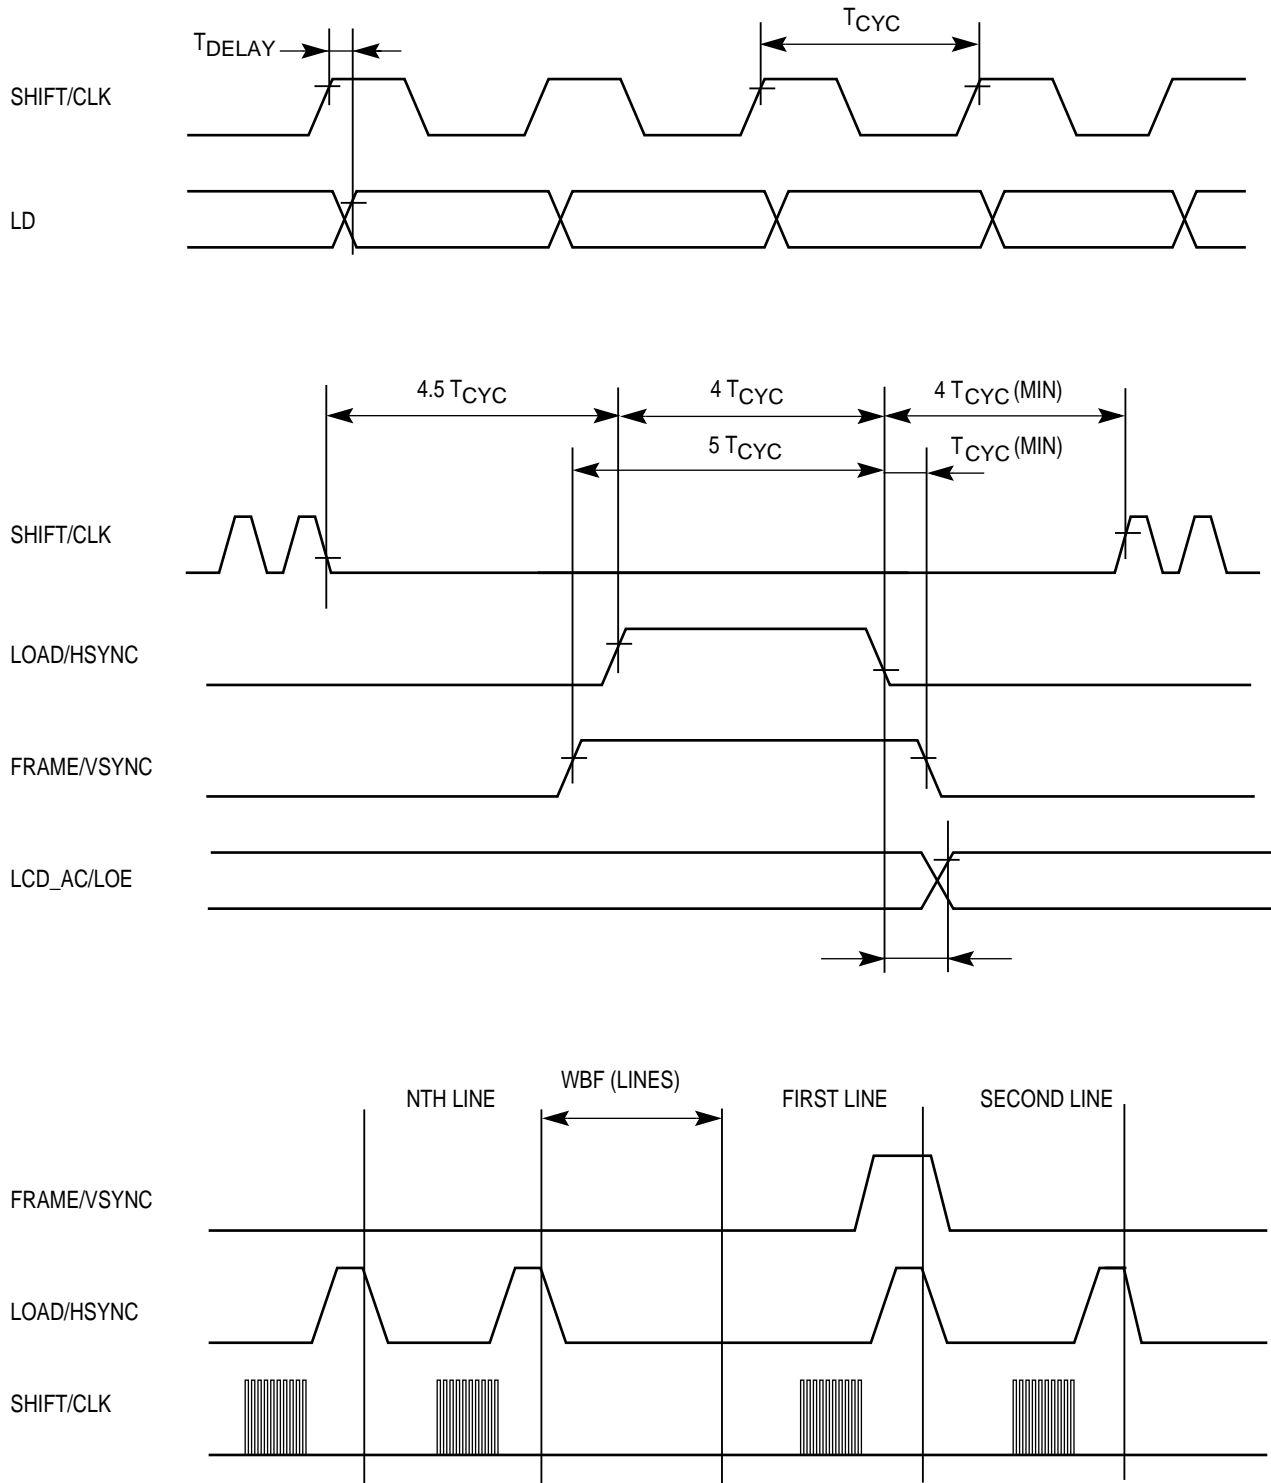 TCYC
TDELAY
SHIFT/CLK
LD
4.5 TCYC
4 TCYC
4 TCYC (MIN)
5 TCYC
TCYC (MIN)
SHIFT/CLK
LOAD/HSYNC
FRAME/VSYNC
LCD_AC/LOE
WBF (LINES)
NTH LINE
FIRST LINE
SECOND LINE
FRAME/VSYNC
LOAD/HSYNC
SHIFT/CLK